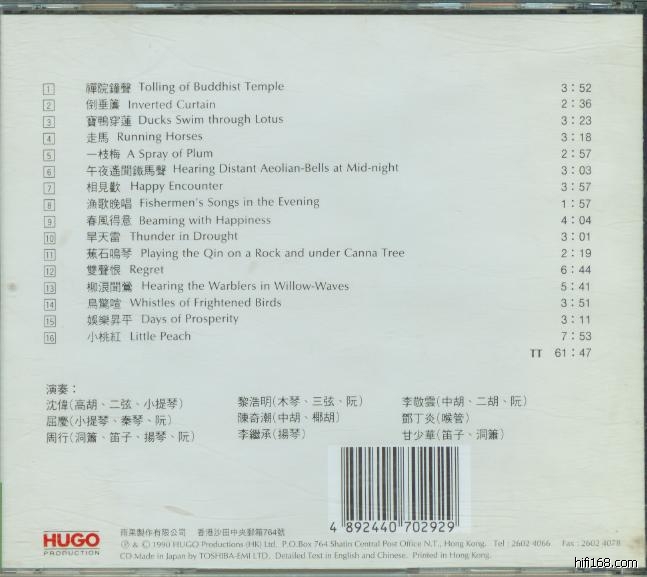 1 禪院鐘聲 Tolling of Buddhist Temple 3：52
2 倒垂簾 Inverted Curtain 2：36
3 寶鴨穿蓮 Ducks Swim through Lotus 3：23
4 走馬 Running Horses 3：18
5 一枝梅 A Spray of Plum 2：57
6 午夜遙聞鐵馬聲 Hearing Distant Aeolian-Bells at Mid-night 3：03
7 相見歡 Happy Encounter 3：57
8 漁歌晚唱 Fishermen's Songs in the Evening 1：57
9 春風得意 Beaming with Happiness 4：04
10 旱天雷 Thunder in Drought 3：01
11 蕉石鳴琴 Playing the Qin on a Rock and under Canna Tree 2：19
12 雙聲恨 Regret 6：44
13 柳浪聞鶯 Hearing the Warblers in Willow-Waves 5：41
14 鳥驚喧 Whistles of Frightened Birds 3：51
15 娛樂昇平 Days of Prosperity 3：11
16 小桃紅 Little Peach 7：53
TT 61：47
演奏：
沈偉(高胡、二弦、小提琴) 黎浩明(木琴、三弦、阮) 李敬雲(中胡、二胡、阮)
屈慶(小提琴、秦琴、阮) 陳奇潮(中胡、椰胡) 鄧丁炎(喉管)
周行(洞簫、笛子、揚琴、阮) 李繼承(揚琴) 甘少華(笛子、洞簫)
4 892440 702929
HUGO
PRODUCTION
雨果製作有限公司 香港沙田中央郵箱764號
℗ & © 1990 HUGO Productions (HK) Ltd. P.O.Box 764 Shatin Central Post Office N.T., Hong Kong. Tel : 2602 4066 Fax : 2602 4078
CD Made in Japan by TOSHIBA-EMI LTD. Detailed Text in English and Chinese. Printed in Hong Kong.
hifi168.com